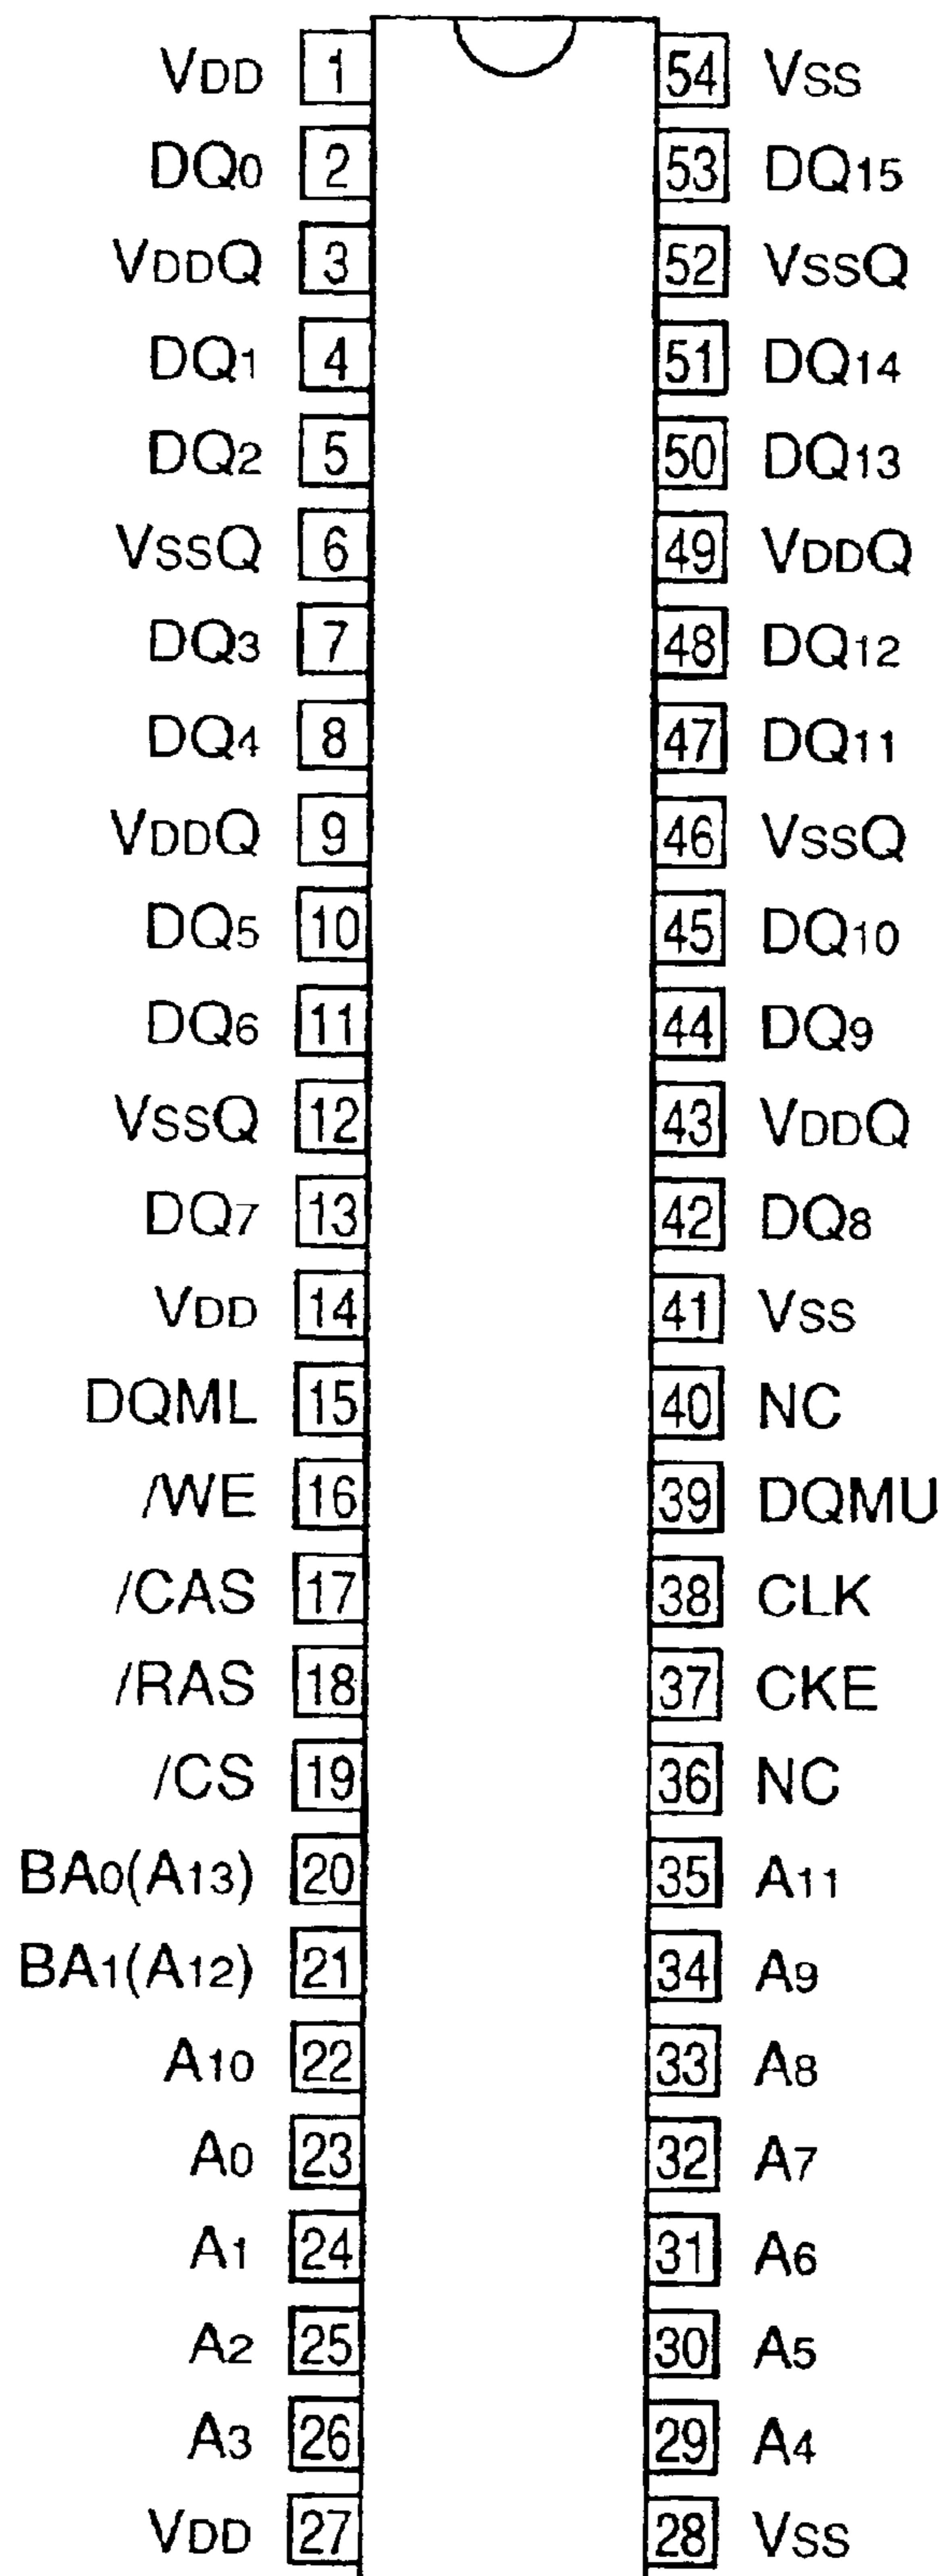 VDD 1 54 VSS
DQ0 2 53 DQ15
VDDQ 3 52 VSSQ
DQ1 4 51 DQ14
DQ2 5 50 DQ13
VSSQ 6 49 VDDQ
DQ3 7 48 DQ12
DQ4 8 47 DQ11
VDDQ 9 46 VSSQ
DQ5 10 45 DQ10
DQ6 11 44 DQ9
VSSQ 12 43 VDDQ
DQ7 13 42 DQ8
VDD 14 41 VSS
DQML 15 40 NC
/WE 16 39 DQMU
/CAS 17 38 CLK
/RAS 18 37 CKE
/CS 19 36 NC
BA0(A13) 20 35 A11
BA1(A12) 21 34 A9
A10 22 33 A8
A0 23 32 A7
A1 24 31 A6
A2 25 30 A5
A3 26 29 A4
VDD 27 28 VSS